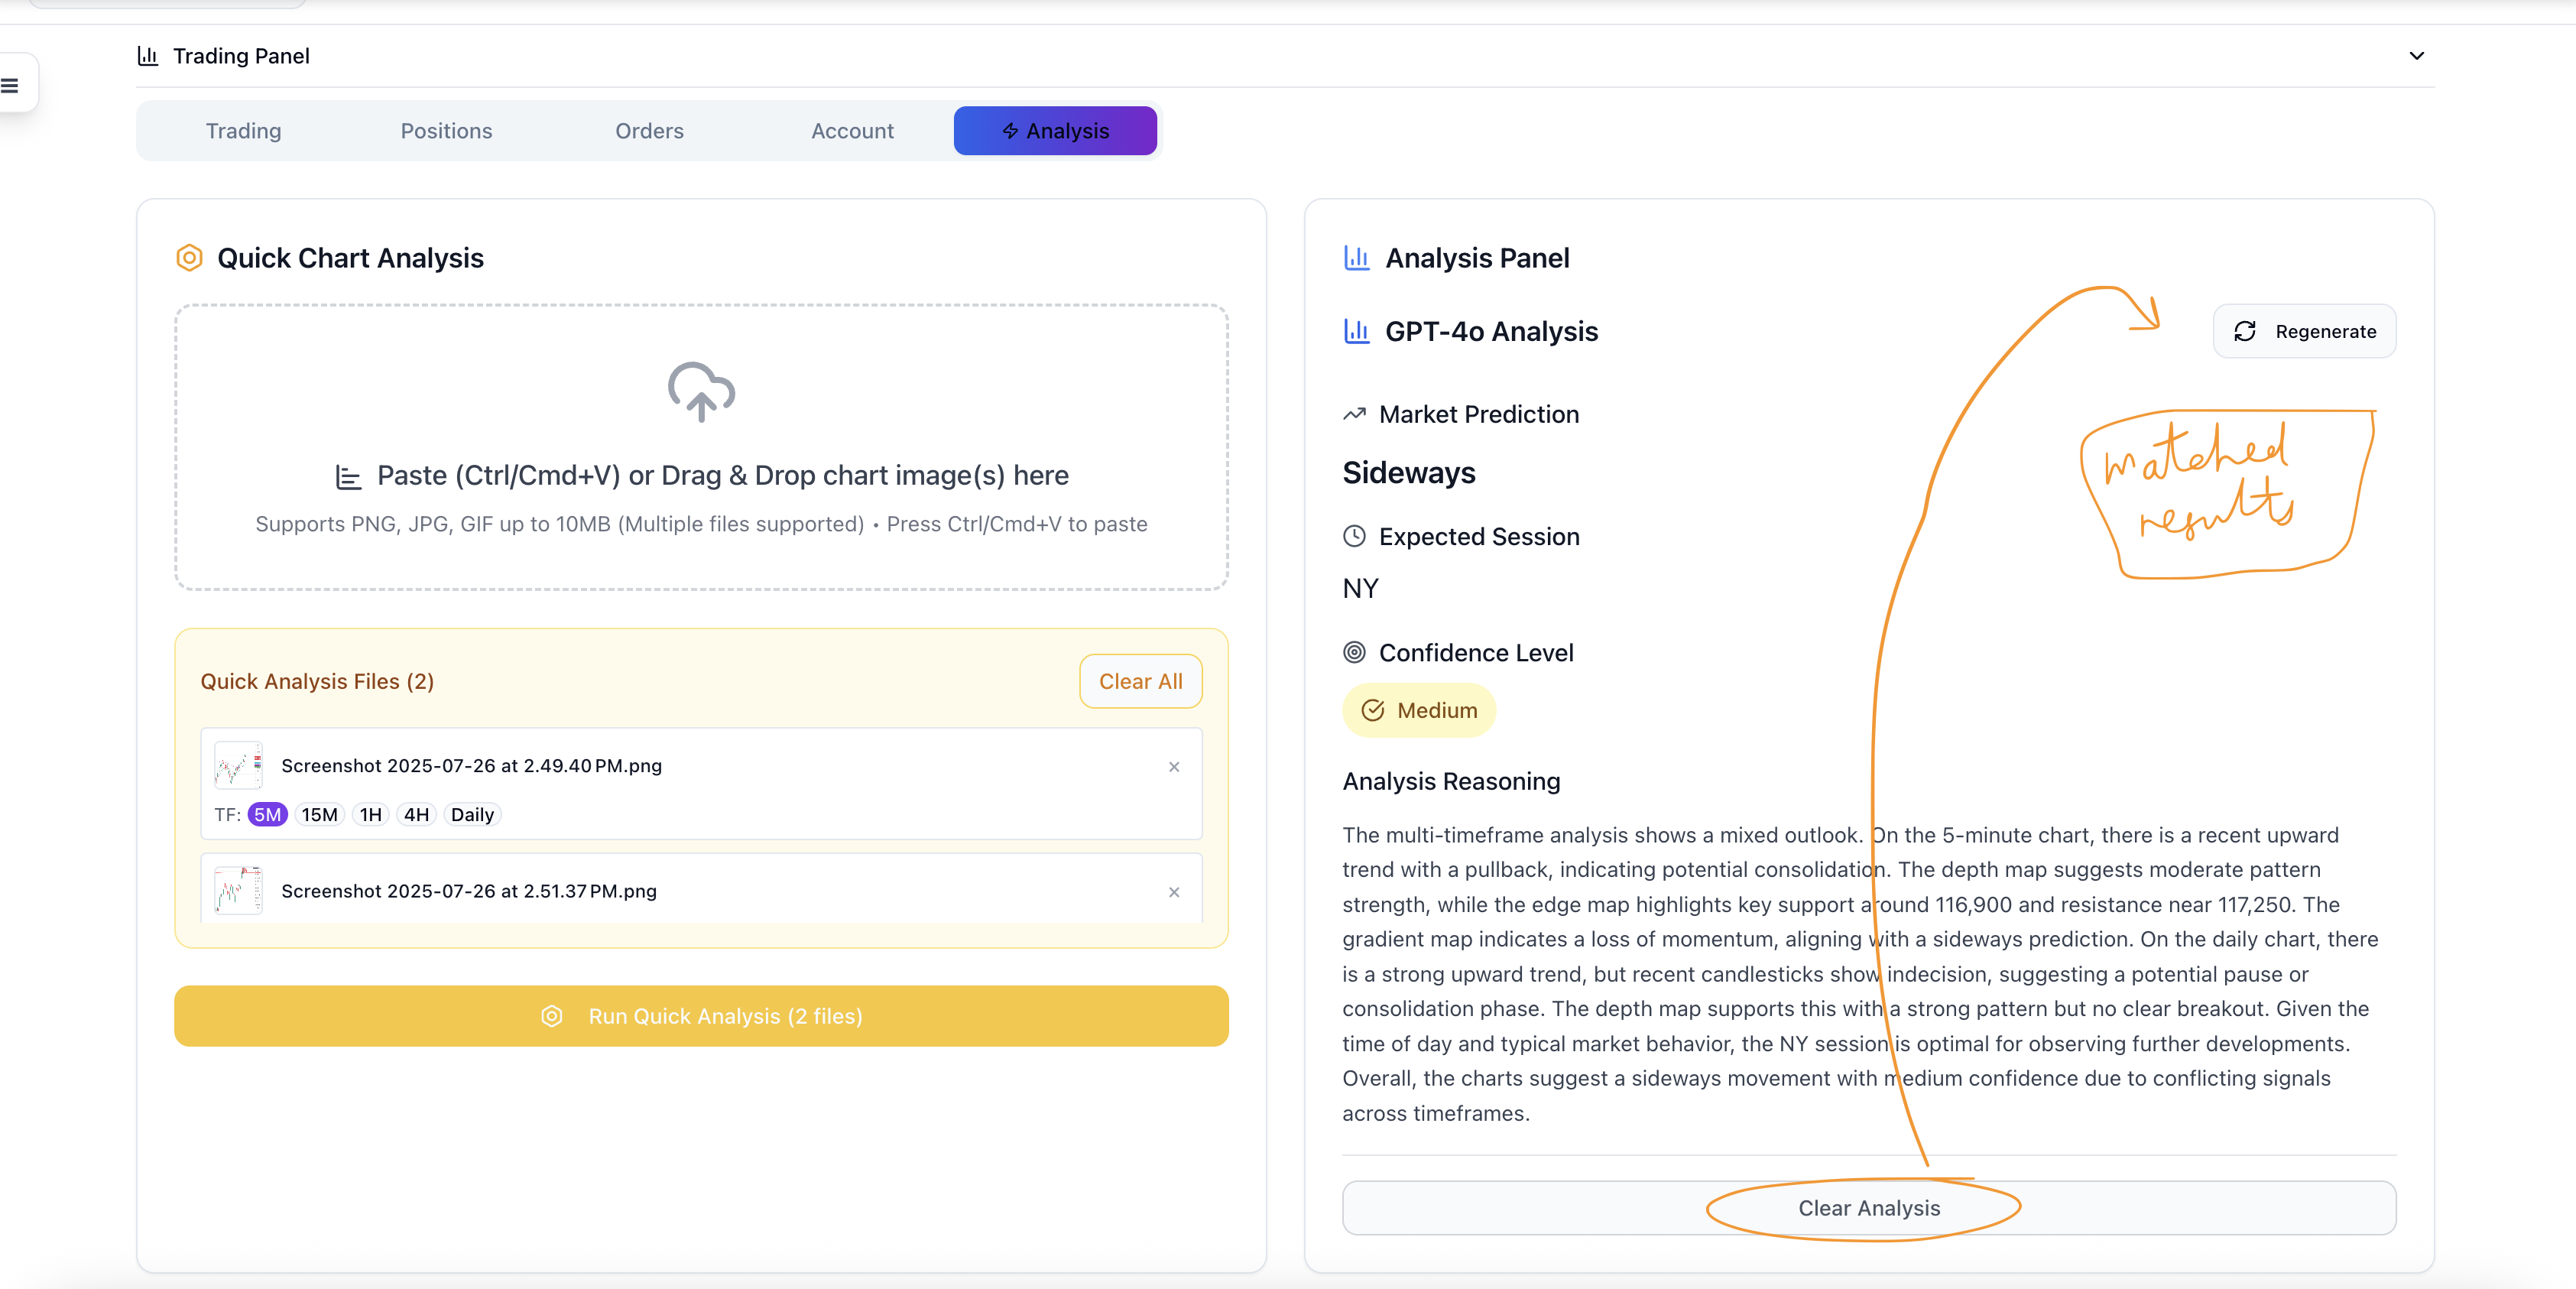 Trading Panel
Trading
Positions
Orders
Account
Analysis
Quick Chart Analysis
Paste (Ctrl/Cmd+V) or Drag & Drop chart image(s) here
Supports PNG, JPG, GIF up to 10MB (Multiple files supported) • Press Ctrl/Cmd+V to paste
Quick Analysis Files (2)
Clear All
Screenshot 2025-07-26 at 2.49.40 PM.png
×
TF: 5M 15M 1H 4H Daily
Screenshot 2025-07-26 at 2.51.37 PM.png
×
Run Quick Analysis (2 files)
Analysis Panel
GPT-4o Analysis
Regenerate
Market Prediction
Sideways
matched
results
Expected Session
NY
Confidence Level
Medium
Analysis Reasoning
The multi-timeframe analysis shows a mixed outlook. On the 5-minute chart, there is a recent upward
trend with a pullback, indicating potential consolidation. The depth map suggests moderate pattern
strength, while the edge map highlights key support around 116,900 and resistance near 117,250. The
gradient map indicates a loss of momentum, aligning with a sideways prediction. On the daily chart, there
is a strong upward trend, but recent candlesticks show indecision, suggesting a potential pause or
consolidation phase. The depth map supports this with a strong pattern but no clear breakout. Given the
time of day and typical market behavior, the NY session is optimal for observing further developments.
Overall, the charts suggest a sideways movement with medium confidence due to conflicting signals
across timeframes.
Clear Analysis